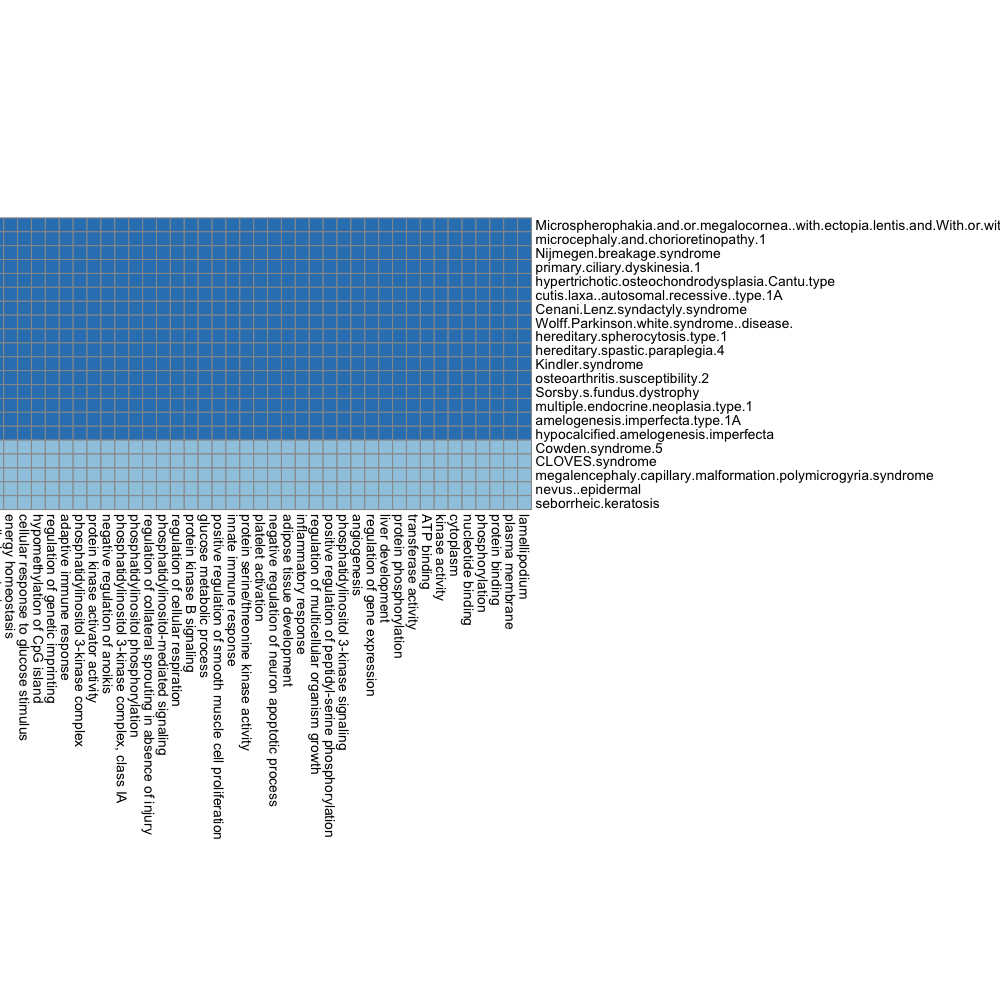 Microspherophakia.and.or.megalocornea..with.ectopia.lentis.and.With.or.wit
microcephaly.and.chorioretinopathy.1
Nijmegen.breakage.syndrome
primary.ciliary.dyskinesia.1
hypertrichotic.osteochondrodysplasia.Cantu.type
cutis.laxa..autosomal.recessive..type.1A
Cenani.Lenz.syndactyly.syndrome
Wolff.Parkinson.white.syndrome..disease.
hereditary.spherocytosis.type.1
hereditary.spastic.paraplegia.4
Kindler.syndrome
osteoarthritis.susceptibility.2
Sorsby.s.fundus.dystrophy
multiple.endocrine.neoplasia.type.1
amelogenesis.imperfecta.type.1A
hypocalcified.amelogenesis.imperfecta
Cowden.syndrome.5
CLOVES.syndrome
megalencephaly.capillary.malformation.polymicrogyria.syndrome
nevus..epidermal
seborrheic.keratosis
energy homeostasis
cellular response to glucose stimulus
hypomethylation of CpG island
regulation of genetic imprinting
adaptive immune response
phosphatidylinositol 3-kinase complex
protein kinase activator activity
negative regulation of anoikis
phosphatidylinositol 3-kinase complex, class IA
phosphatidylinositol phosphorylation
regulation of collateral sprouting in absence of injury
phosphatidylinositol-mediated signaling
regulation of cellular respiration
protein kinase B signaling
glucose metabolic process
positive regulation of smooth muscle cell proliferation
innate immune response
protein serine/threonine kinase activity
platelet activation
negative regulation of neuron apoptotic process
adipose tissue development
inflammatory response
regulation of multicellular organism growth
positive regulation of peptidyl-serine phosphorylation
phosphatidylinositol 3-kinase signaling
angiogenesis
regulation of gene expression
liver development
protein phosphorylation
transferase activity
ATP binding
kinase activity
cytoplasm
nucleotide binding
phosphorylation
protein binding
plasma membrane
lamellipodium